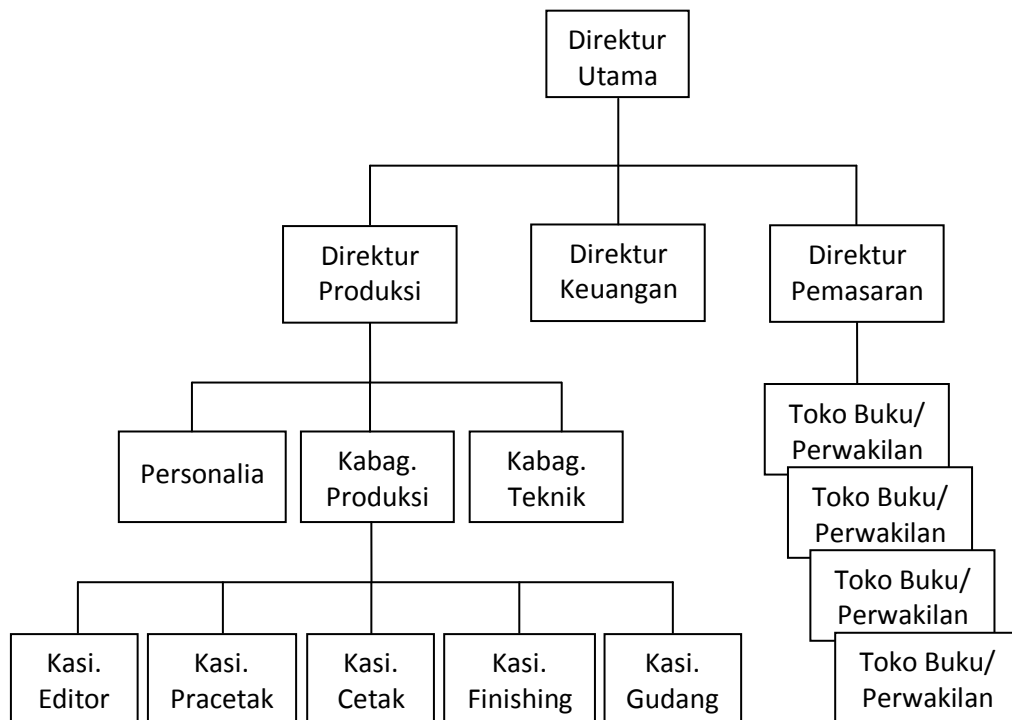 Direktur
Utama
Direktur
Produksi
Direktur
Keuangan
Direktur
Pemasaran
Personalia
Kabag.
Produksi
Kabag.
Teknik
Toko Buku/
Perwakilan
Toko Buku/
Perwakilan
Toko Buku/
Perwakilan
Toko Buku/
Perwakilan
Kasi.
Editor
Kasi.
Pracetak
Kasi.
Cetak
Kasi.
Finishing
Kasi.
Gudang